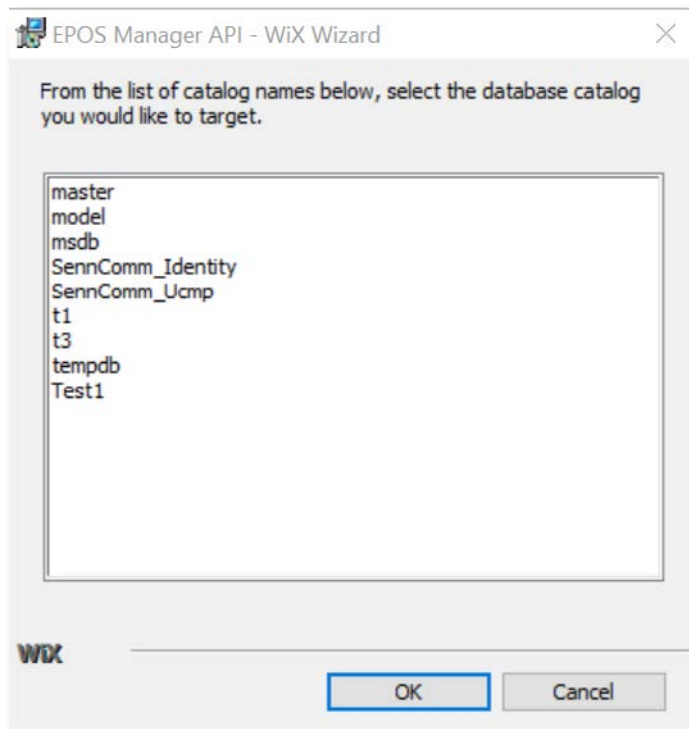 EPOS Manager API - WiX Wizard
From the list of catalog names below, select the database catalog
you would like to target.
master
model
msdb
SennComm_Identity
SennComm_Ucmp
t1
t3
tempdb
Test1
WiX
OK Cancel